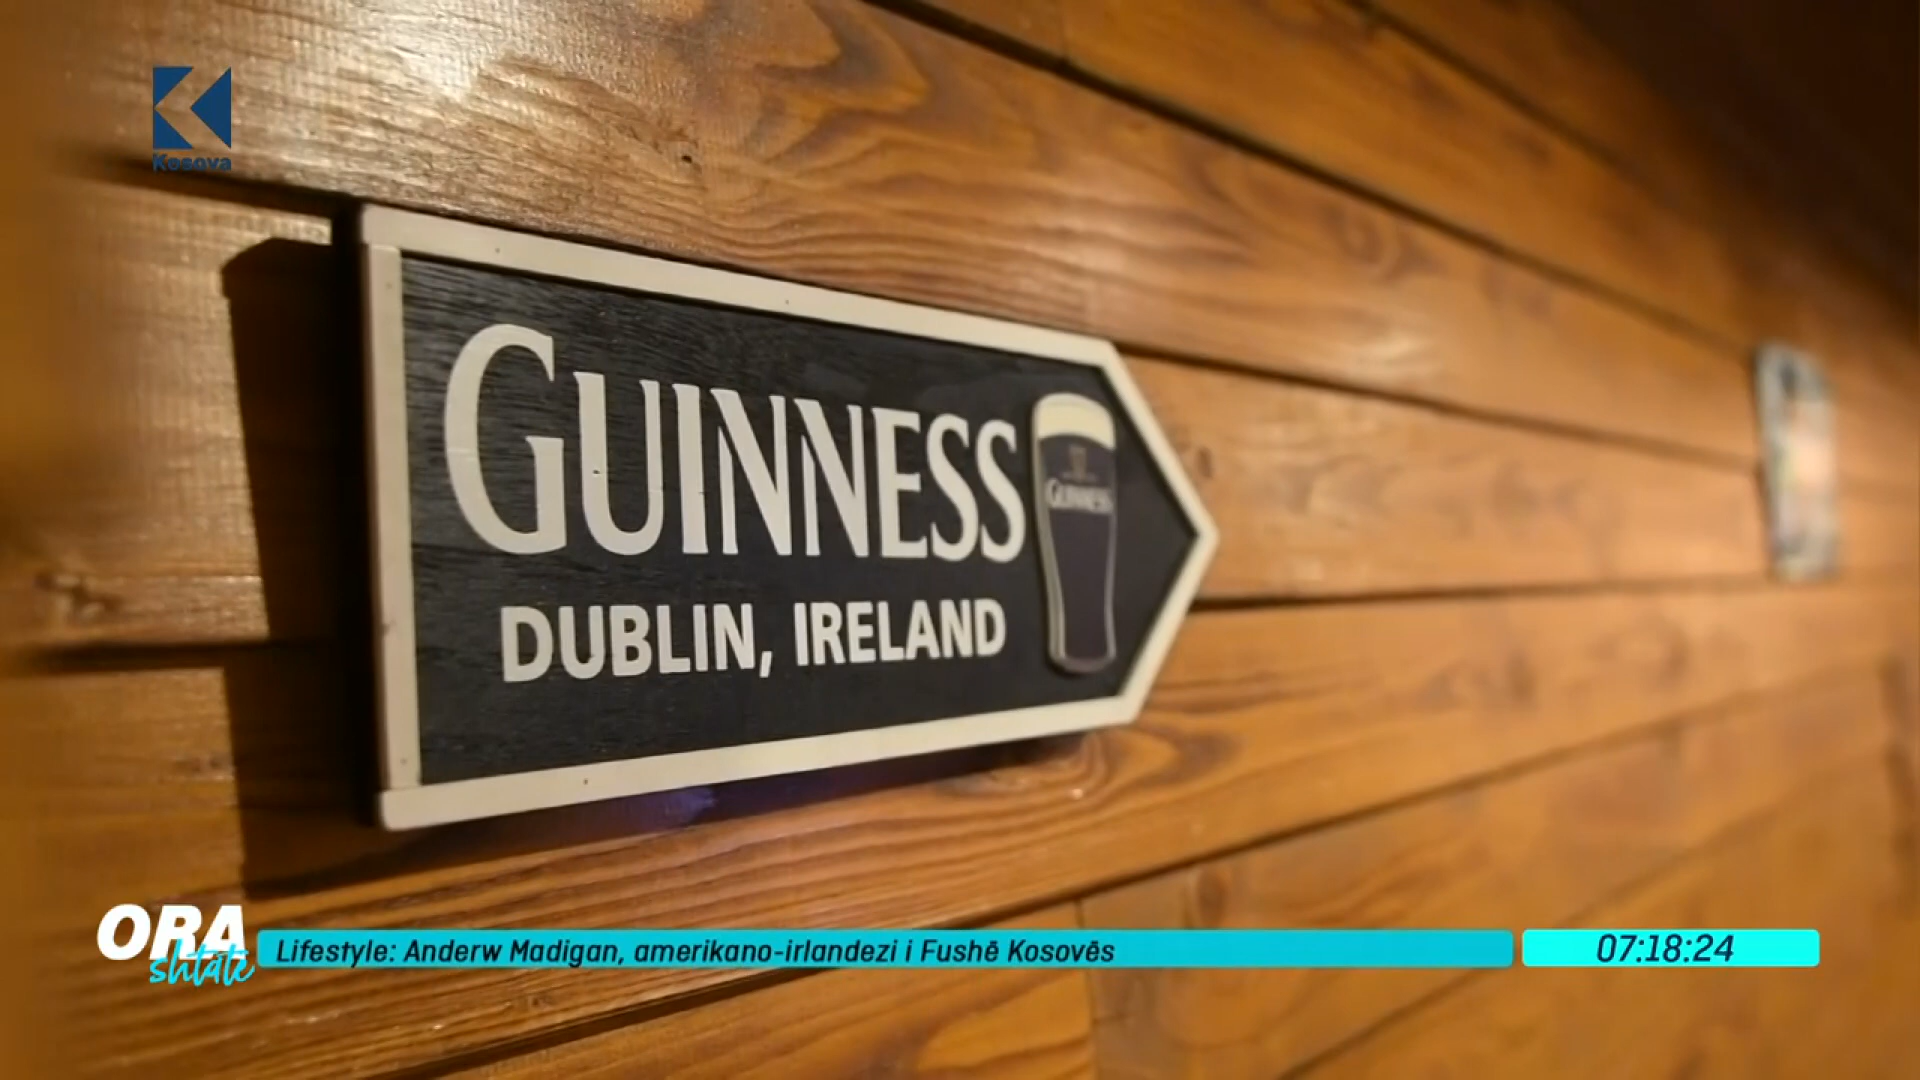 Kosova
GUINNESS
GUINNESS
DUBLIN, IRELAND
ORA
shtatë
Lifestyle: Anderw Madigan, amerikano-irlandezi i Fushë Kosovës
07:18:24